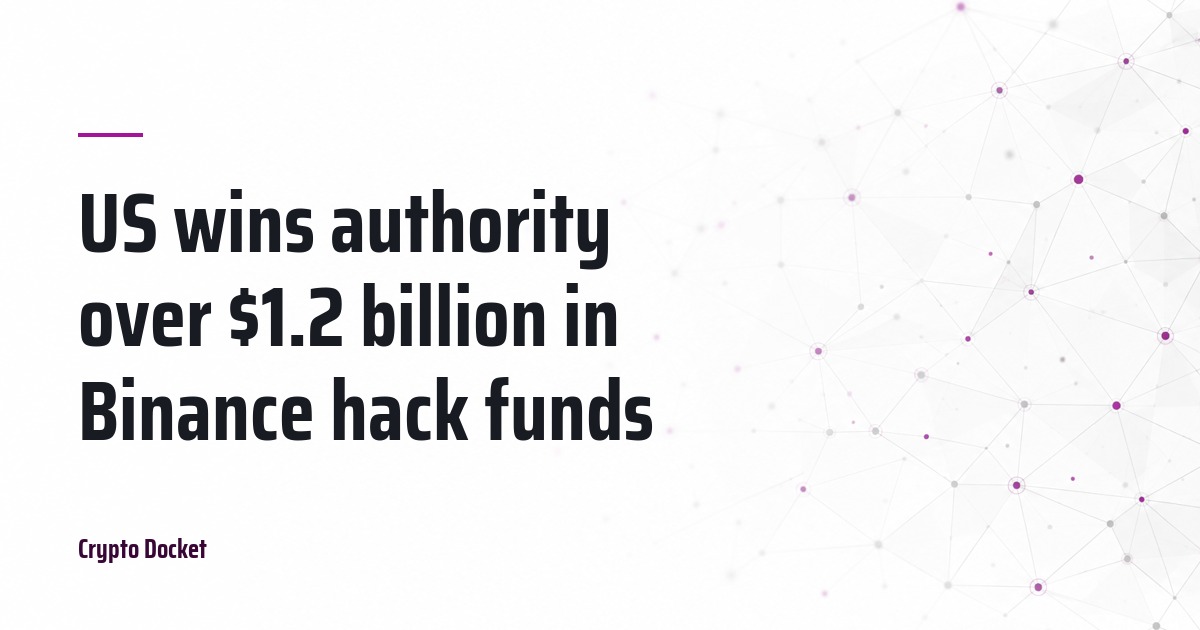 US wins authority
over $1.2 billion in
Binance hack funds
Crypto Docket